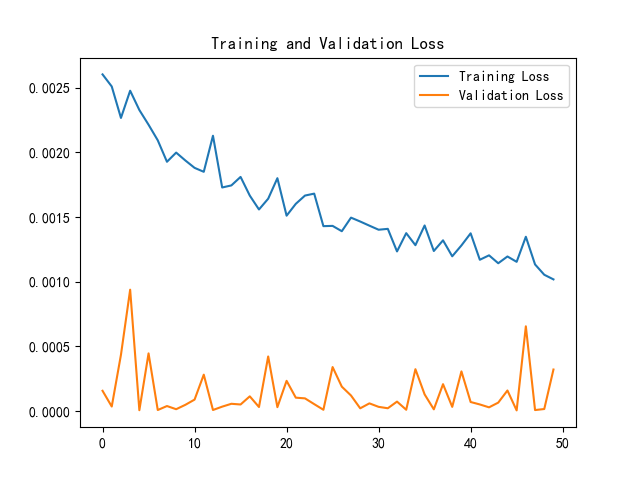 Training and Validation Loss
Training Loss
Validation Loss
0.0025
0.0020
0.0015
0.0010
0.0005
0.0000
0 10 20 30 40 50